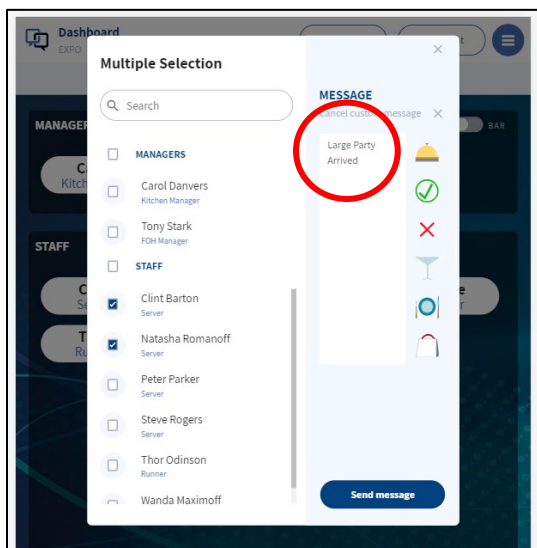 Dashboard
EXPO
Multiple Selection
Search
MANAGERS
Carol Danvers
Kitchen Manager
Tony Stark
FOH Manager
STAFF
Clint Barton
Server
Natasha Romanoff
Server
Peter Parker
Server
Steve Rogers
Server
Thor Odinson
Runner
Wanda Maximoff
MESSAGE
Cancel custom message
Large Party
Arrived
Send message
BAR
STAFF